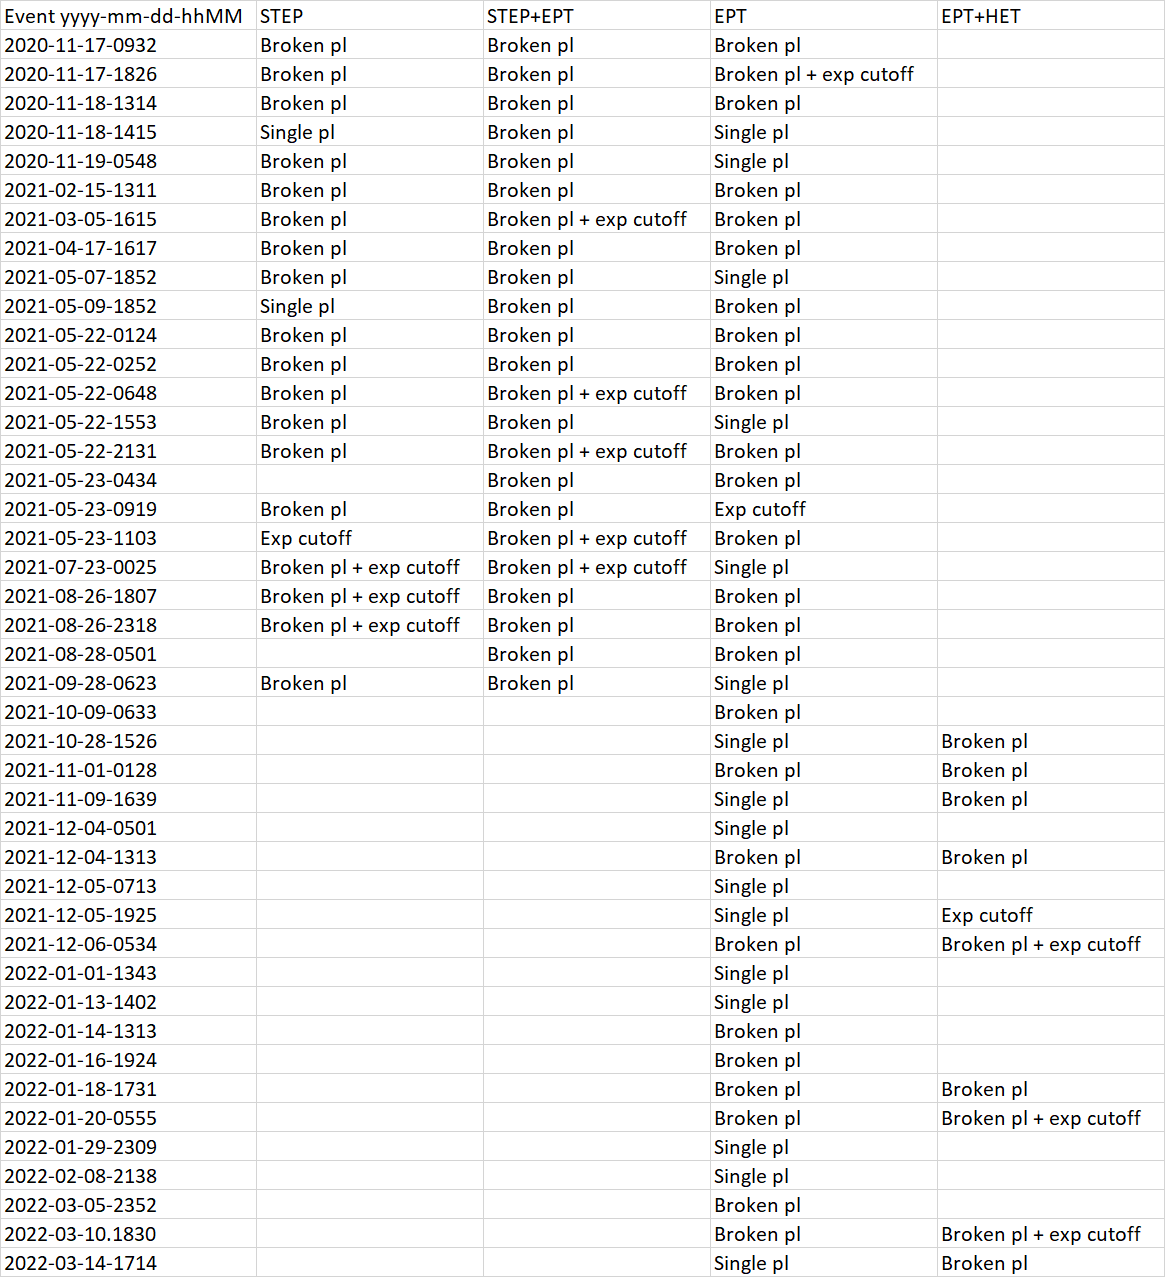 Event yyyy-mm-dd-hhMM STEP STEP+EPT EPT EPT+HET
2020-11-17-0932 Broken pl Broken pl Broken pl
2020-11-17-1826 Broken pl Broken pl Broken pl + exp cutoff
2020-11-18-1314 Broken pl Broken pl Broken pl
2020-11-18-1415 Single pl Broken pl Single pl
2020-11-19-0548 Broken pl Broken pl Single pl
2021-02-15-1311 Broken pl Broken pl Broken pl
2021-03-05-1615 Broken pl Broken pl + exp cutoff Broken pl
2021-04-17-1617 Broken pl Broken pl Broken pl
2021-05-07-1852 Broken pl Broken pl Single pl
2021-05-09-1852 Single pl Broken pl Broken pl
2021-05-22-0124 Broken pl Broken pl Broken pl
2021-05-22-0252 Broken pl Broken pl Broken pl
2021-05-22-0648 Broken pl Broken pl + exp cutoff Broken pl
2021-05-22-1553 Broken pl Broken pl Single pl
2021-05-22-2131 Broken pl Broken pl + exp cutoff Broken pl
2021-05-23-0434 Broken pl Broken pl
2021-05-23-0919 Broken pl Broken pl Exp cutoff
2021-05-23-1103 Exp cutoff Broken pl + exp cutoff Broken pl
2021-07-23-0025 Broken pl + exp cutoff Broken pl + exp cutoff Single pl
2021-08-26-1807 Broken pl + exp cutoff Broken pl Broken pl
2021-08-26-2318 Broken pl + exp cutoff Broken pl Broken pl
2021-08-28-0501 Broken pl Broken pl
2021-09-28-0623 Broken pl Broken pl Single pl
2021-10-09-0633 Broken pl
2021-10-28-1526 Single pl Broken pl
2021-11-01-0128 Broken pl Broken pl
2021-11-09-1639 Single pl Broken pl
2021-12-04-0501 Single pl
2021-12-04-1313 Broken pl Broken pl
2021-12-05-0713 Single pl
2021-12-05-1925 Single pl Exp cutoff
2021-12-06-0534 Broken pl Broken pl + exp cutoff
2022-01-01-1343 Single pl
2022-01-13-1402 Single pl
2022-01-14-1313 Broken pl
2022-01-16-1924 Broken pl
2022-01-18-1731 Broken pl Broken pl
2022-01-20-0555 Broken pl Broken pl + exp cutoff
2022-01-29-2309 Single pl
2022-02-08-2138 Single pl
2022-03-05-2352 Broken pl
2022-03-10.1830 Broken pl Broken pl + exp cutoff
2022-03-14-1714 Single pl Broken pl